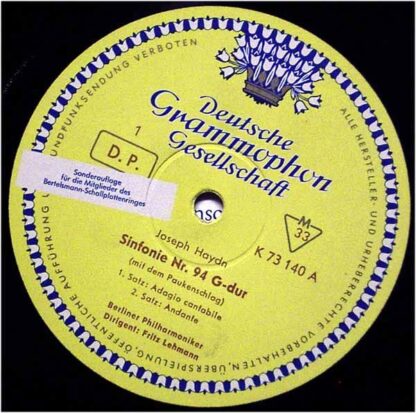 Deutsche
Grammophon
Gesellschaft
1
D. P.
Sonderauflage
für die Mitglieder des
Bertelsmann-Schallplattenringes
M
33
K 73 140 A
Joseph Haydn
Sinfonie Nr. 94 G-dur
(mit dem Paukenschlag)
1. Satz: Adagio cantabile
2. Satz: Andante
Berliner Philharmoniker
Dirigent: Fritz Lehmann
ALLE HERSTELLER- UND URHEBERRECHTE VORBEHALTEN, ÜBERSPIELUNG, ÖFFENTLICHE AUFFÜHRUNG U RUNDFUNKSENDUNG VERBOTEN